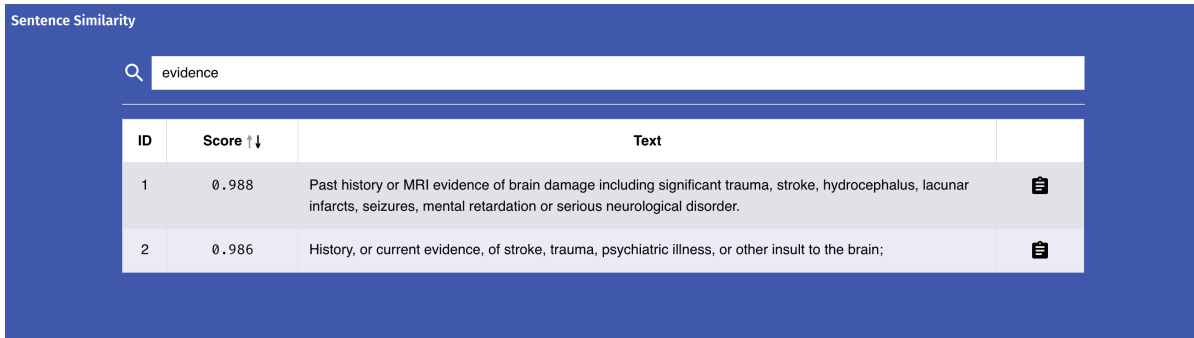 Sentence Similarity
evidence
ID Score Text
1 0.988 Past history or MRI evidence of brain damage including significant trauma, stroke, hydrocephalus, lacunar
infarcts, seizures, mental retardation or serious neurological disorder.
2 0.986 History, or current evidence, of stroke, trauma, psychiatric illness, or other insult to the brain;